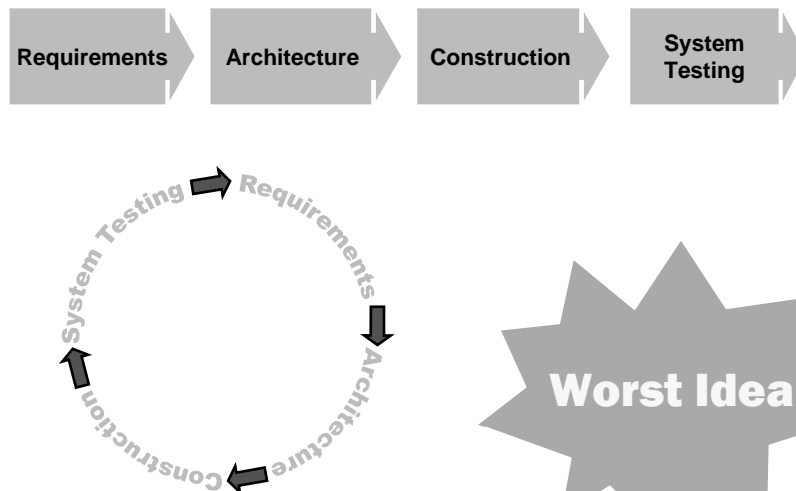 Requirements
Architecture
Construction
System
Testing
Requirements
Architecture
Construction
System Testing
Worst Idea